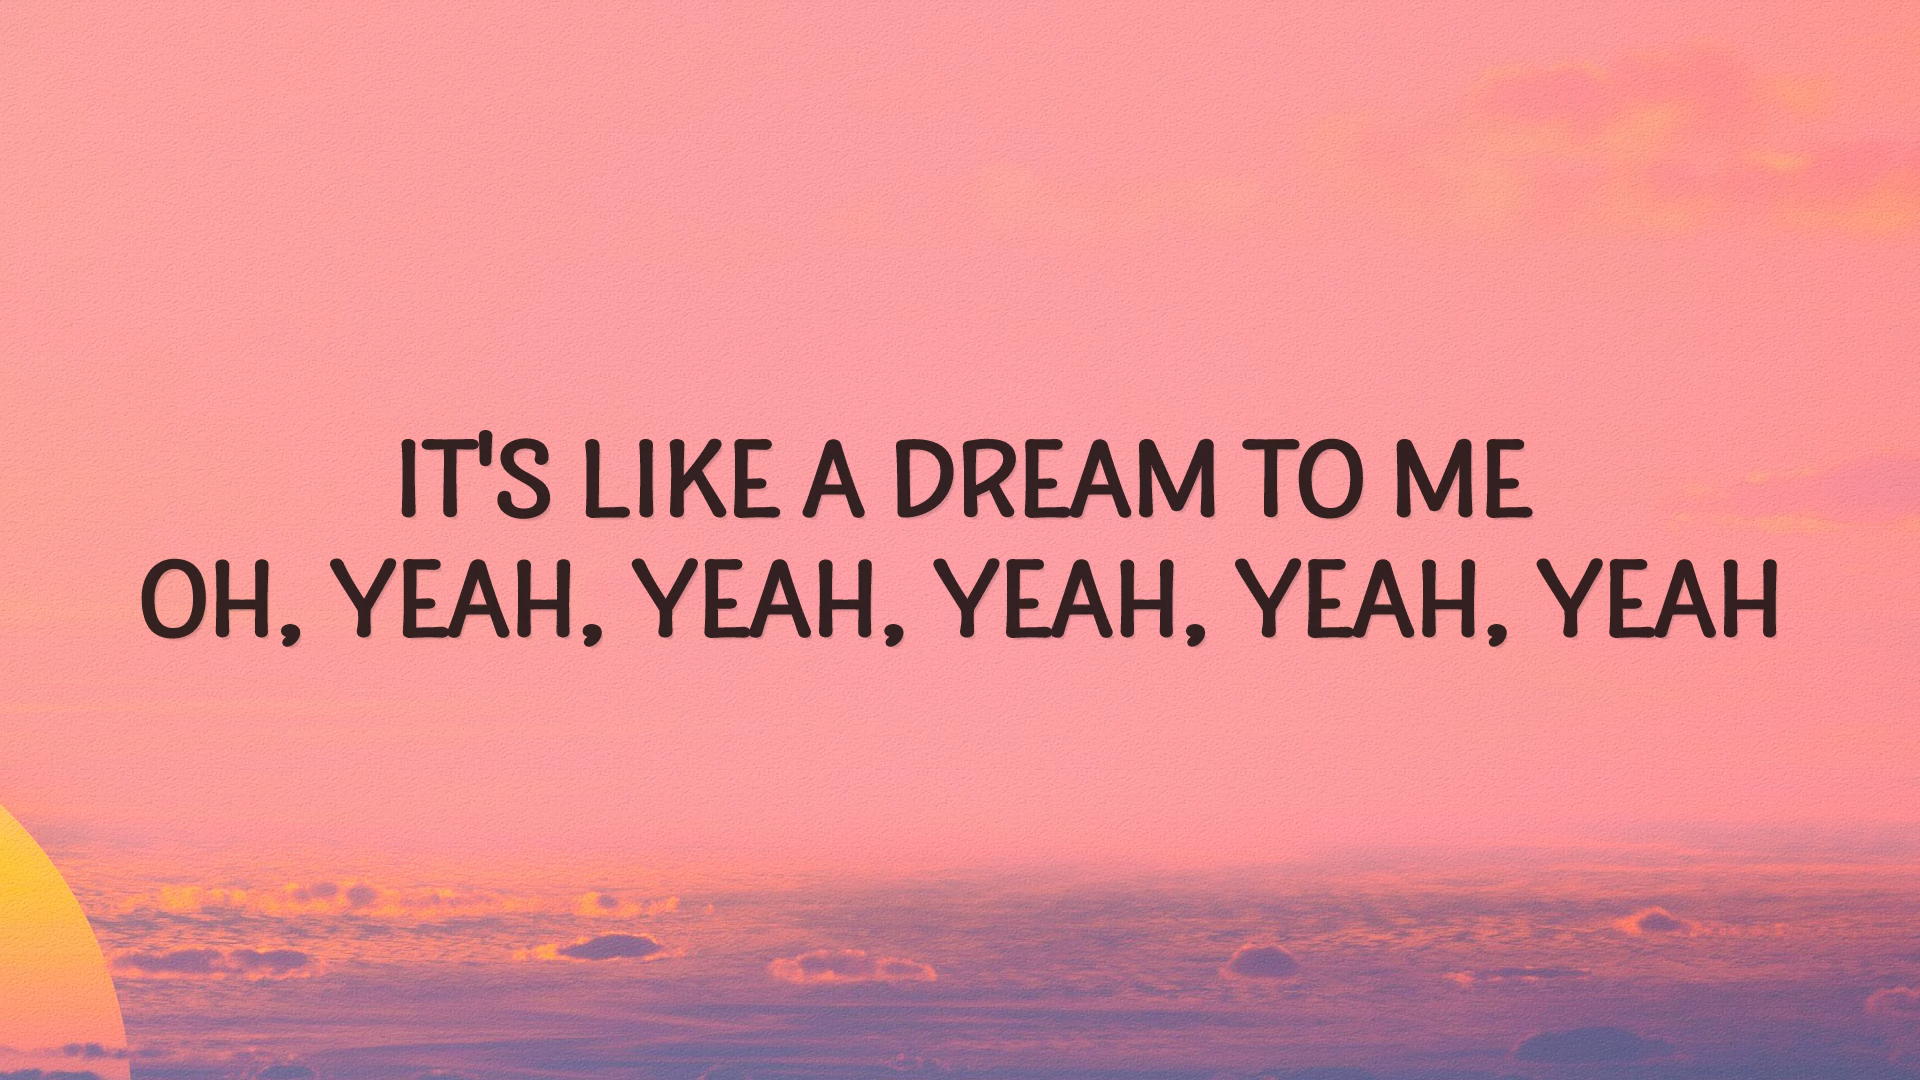 IT'S LIKE A DREAM TO ME
OH, YEAH, YEAH, YEAH, YEAH, YEAH